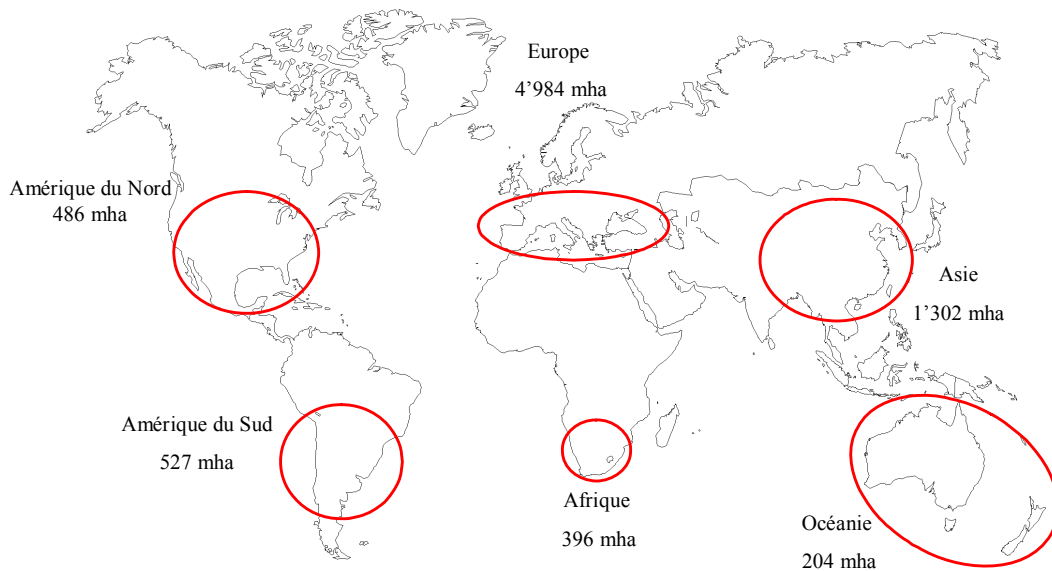 Europe
4’984 mha
Amérique du Nord
486 mha
Asie
1’302 mha
Amérique du Sud
527 mha
Afrique
396 mha
Océanie
204 mha